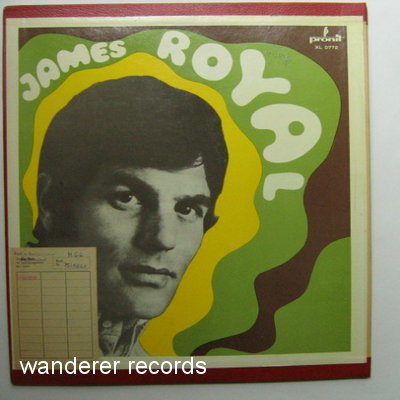 JAMES ROYAL
pronit
XL 0772
wanderer records